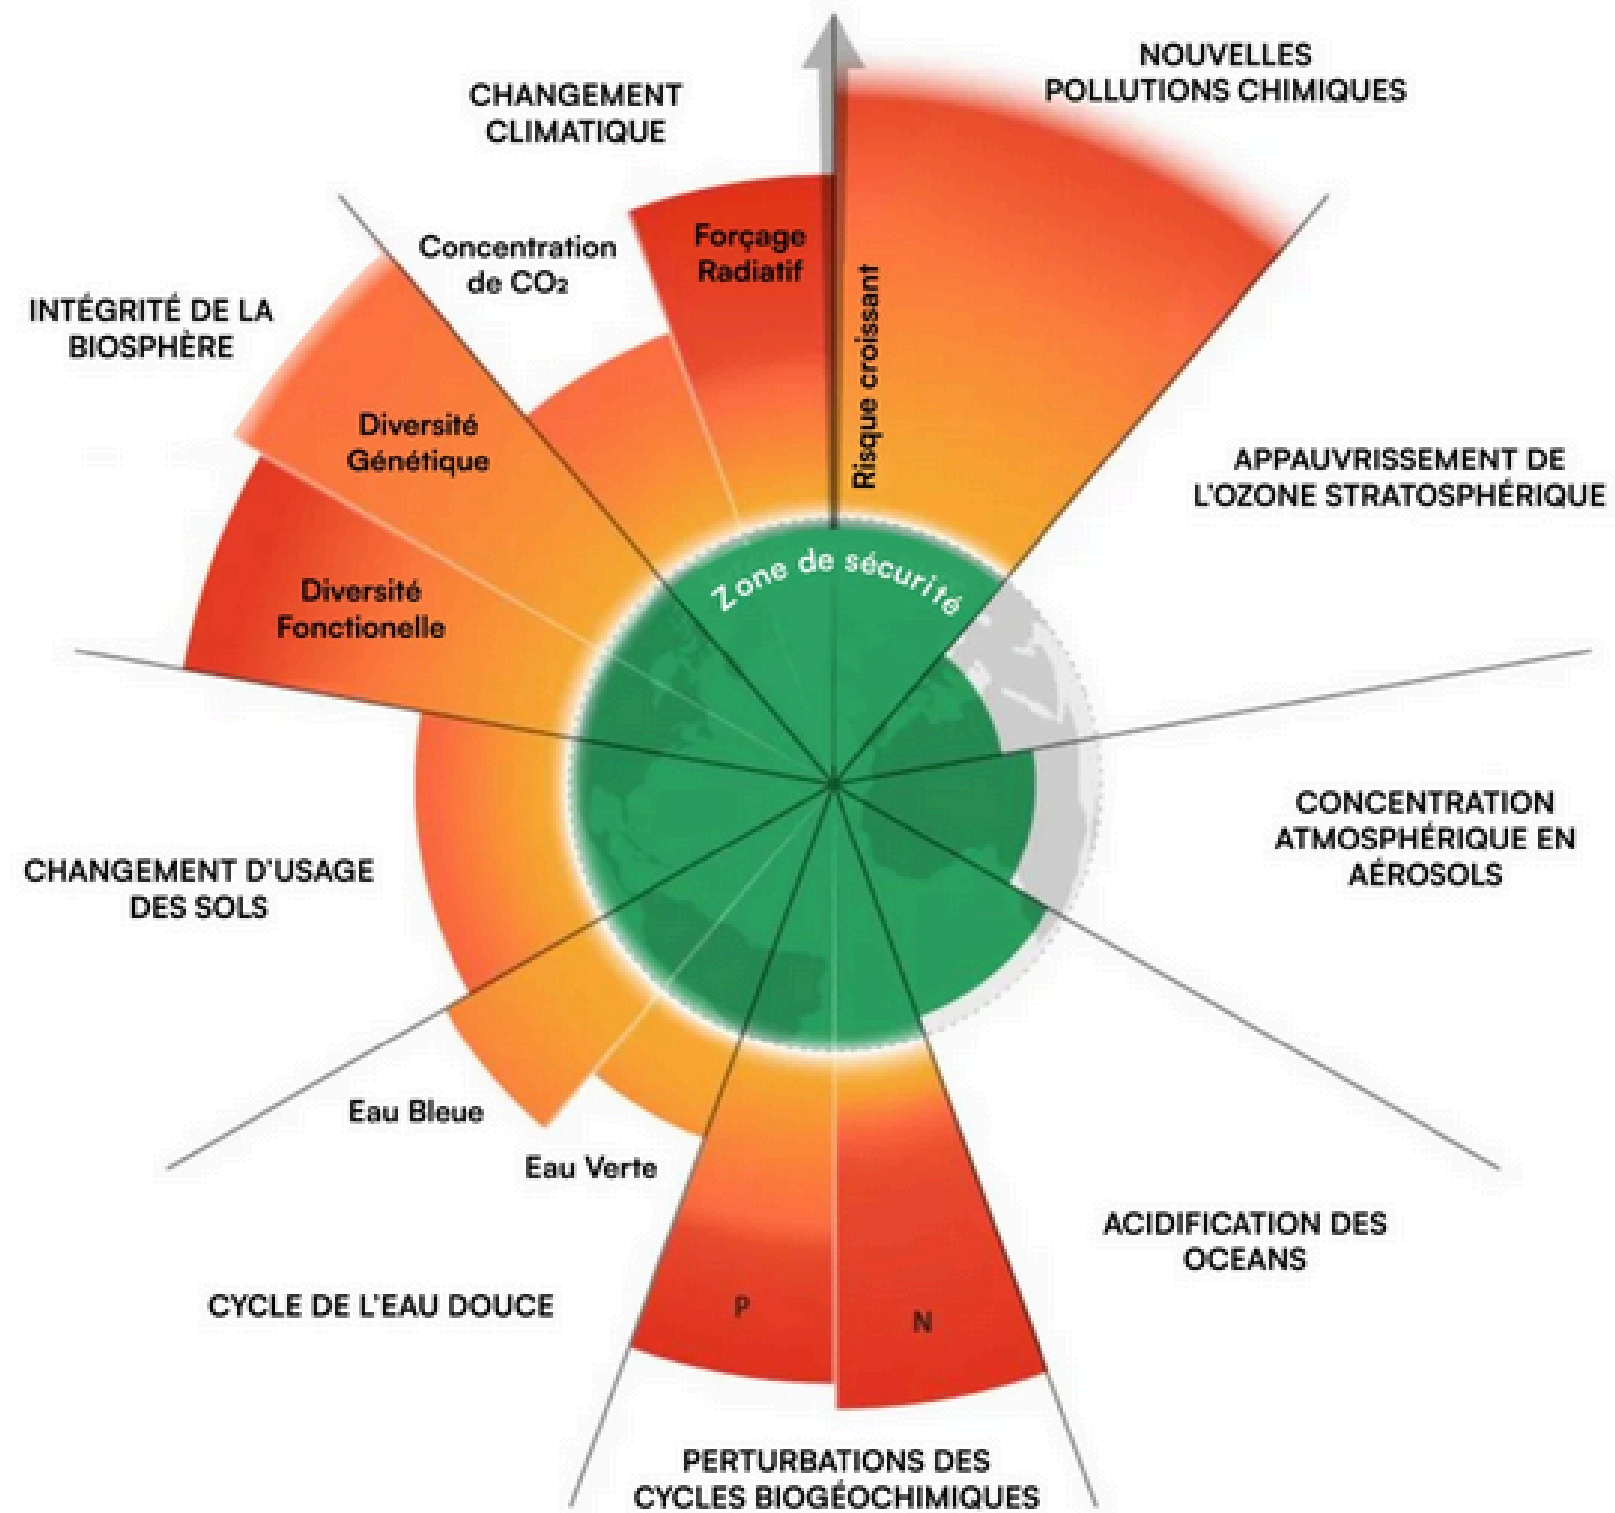 NOUVELLES
POLLUTIONS CHIMIQUES
CHANGEMENT
CLIMATIQUE
Forçage
Radiatif
Concentration
de CO₂
Risque croissant
INTÉGRITÉ DE LA
BIOSPHÈRE
Diversité
Génétique
Diversité
Fonctionelle
APPAUVRISSEMENT DE
L'OZONE STRATOSPHÉRIQUE
Zone de sécurité
CONCENTRATION
ATMOSPHÉRIQUE EN
AÉROSOLS
CHANGEMENT D'USAGE
DES SOLS
Eau Bleue
Eau Verte
ACIDIFICATION DES
OCEANS
CYCLE DE L'EAU DOUCE
P
N
PERTURBATIONS DES
CYCLES BIOGÉOCHIMIQUES